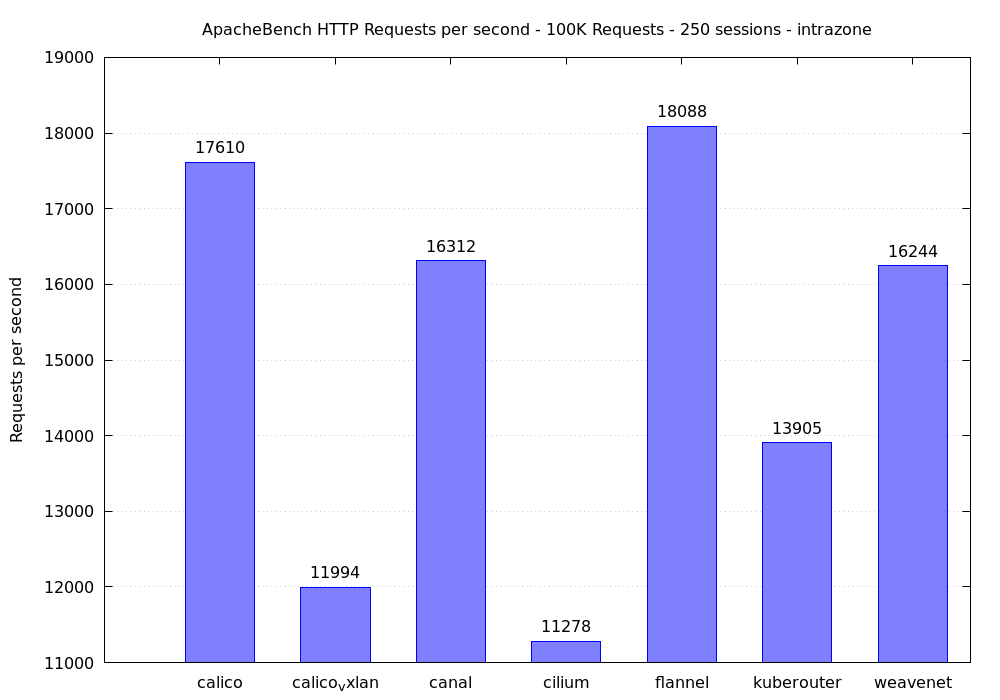 ApacheBench HTTP Requests per second - 100K Requests - 250 sessions - intrazone
Requests per second
19000
18000
17000
16000
15000
14000
13000
12000
11000
17610
11994
16312
11278
18088
13905
16244
calico
calicoᵥxlan
canal
cilium
flannel
kuberouter
weavenet